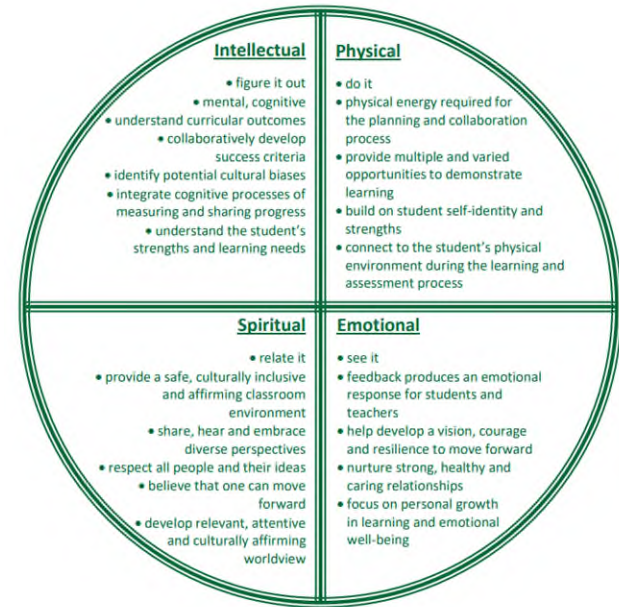 Intellectual
• figure it out
• mental, cognitive
• understand curricular outcomes
• collaboratively develop
success criteria
• identify potential cultural biases
• integrate cognitive processes of
measuring and sharing progress
• understand the student's
strengths and learning needs
Physical
• do it
• physical energy required for
the planning and collaboration
process
• provide multiple and varied
opportunities to demonstrate
learning
• build on student self-identity and
strengths
• connect to the student's physical
environment during the learning and
assessment process
Spiritual
• relate it
• provide a safe, culturally inclusive
and affirming classroom
environment
• share, hear and embrace
diverse perspectives
• respect all people and their ideas
• believe that one can move
forward
• develop relevant, attentive
and culturally affirming
worldview
Emotional
• see it
• feedback produces an emotional
response for students and
teachers
• help develop a vision, courage
and resilience to move forward
• nurture strong, healthy and
caring relationships
• focus on personal growth
in learning and emotional
well-being